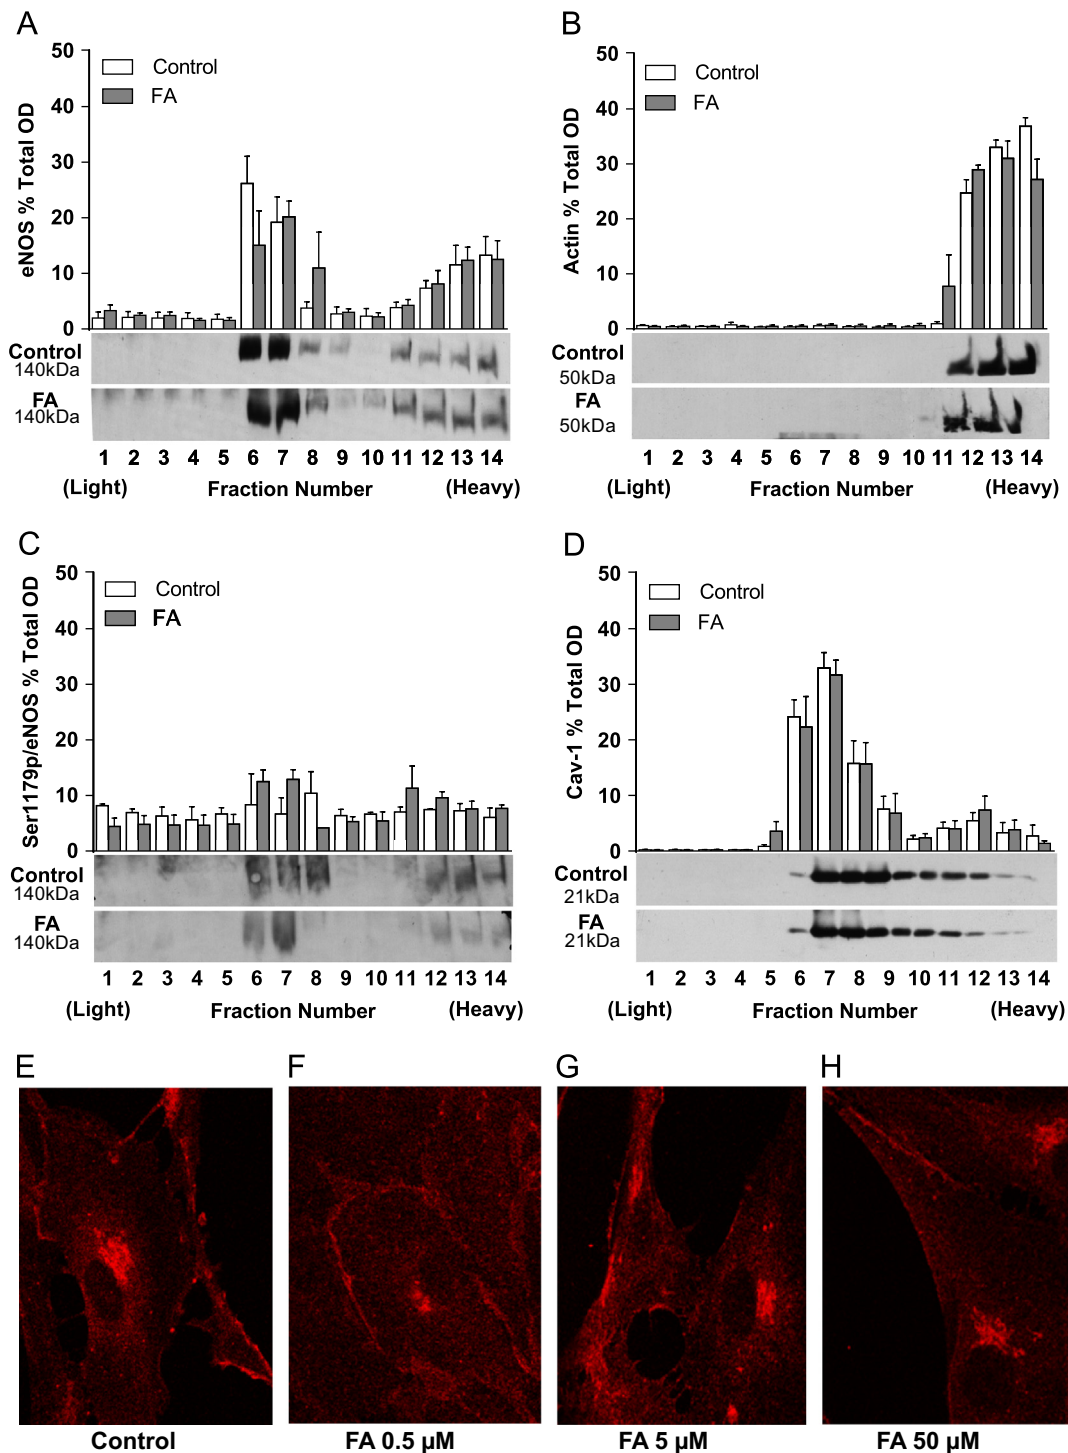 A
50
40
30
20
10
0
eNOS % Total OD
Control
FA
Control
140kDa
FA
140kDa
1 2 3 4 5 6 7 8 9 10 11 12 13 14
(Light) Fraction Number (Heavy)
B
50
40
30
20
10
0
Actin % Total OD
Control
FA
Control
50kDa
FA
50kDa
1 2 3 4 5 6 7 8 9 10 11 12 13 14
(Light) Fraction Number (Heavy)
C
50
40
30
20
10
0
Ser1179p/eNOS % Total OD
Control
FA
Control
140kDa
FA
140kDa
1 2 3 4 5 6 7 8 9 10 11 12 13 14
(Light) Fraction Number (Heavy)
D
50
40
30
20
10
0
Cav-1 % Total OD
Control
FA
Control
21kDa
FA
21kDa
1 2 3 4 5 6 7 8 9 10 11 12 13 14
(Light) Fraction Number (Heavy)
E
Control
F
FA 0.5 µM
G
FA 5 µM
H
FA 50 µM